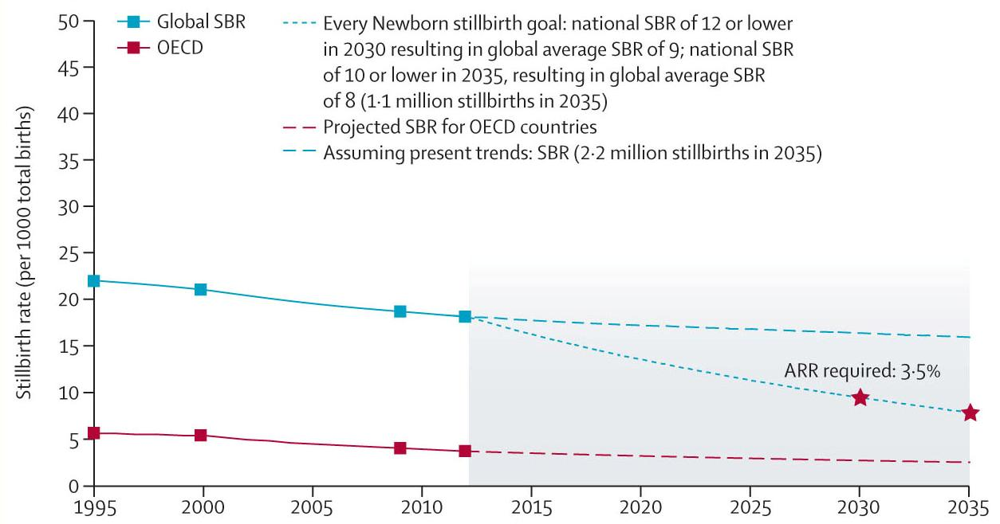 50
45
40
35
30
25
20
15
10
5
0
Stillbirth rate (per 1000 total births)
Global SBR
OECD
Every Newborn stillbirth goal: national SBR of 12 or lower
in 2030 resulting in global average SBR of 9; national SBR
of 10 or lower in 2035, resulting in global average SBR
of 8 (1·1 million stillbirths in 2035)
Projected SBR for OECD countries
Assuming present trends: SBR (2·2 million stillbirths in 2035)
ARR required: 3·5%
1995 2000 2005 2010 2015 2020 2025 2030 2035